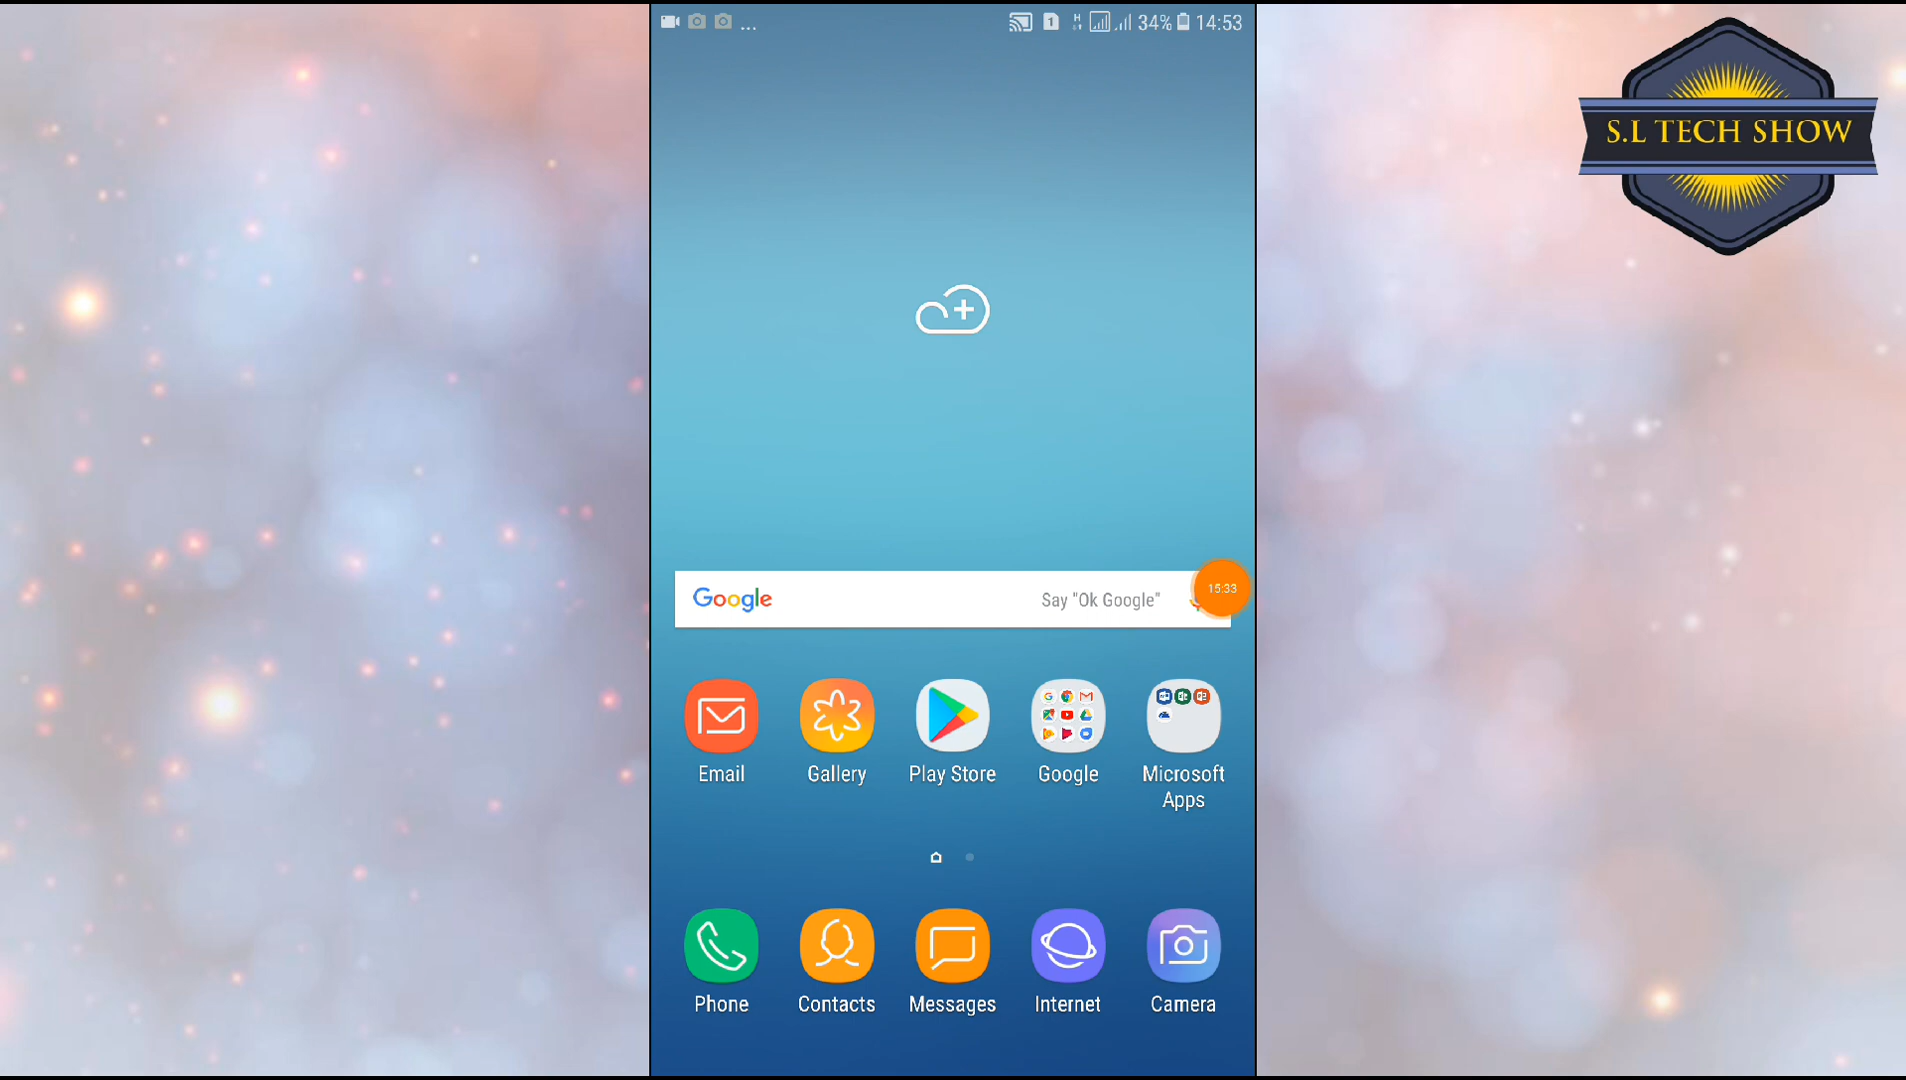 ... 1 H 34% 14:53
S.L TECH SHOW
Google Say "Ok Google" 15:33
Email Gallery Play Store Google Microsoft Apps
Phone Contacts Messages Internet Camera